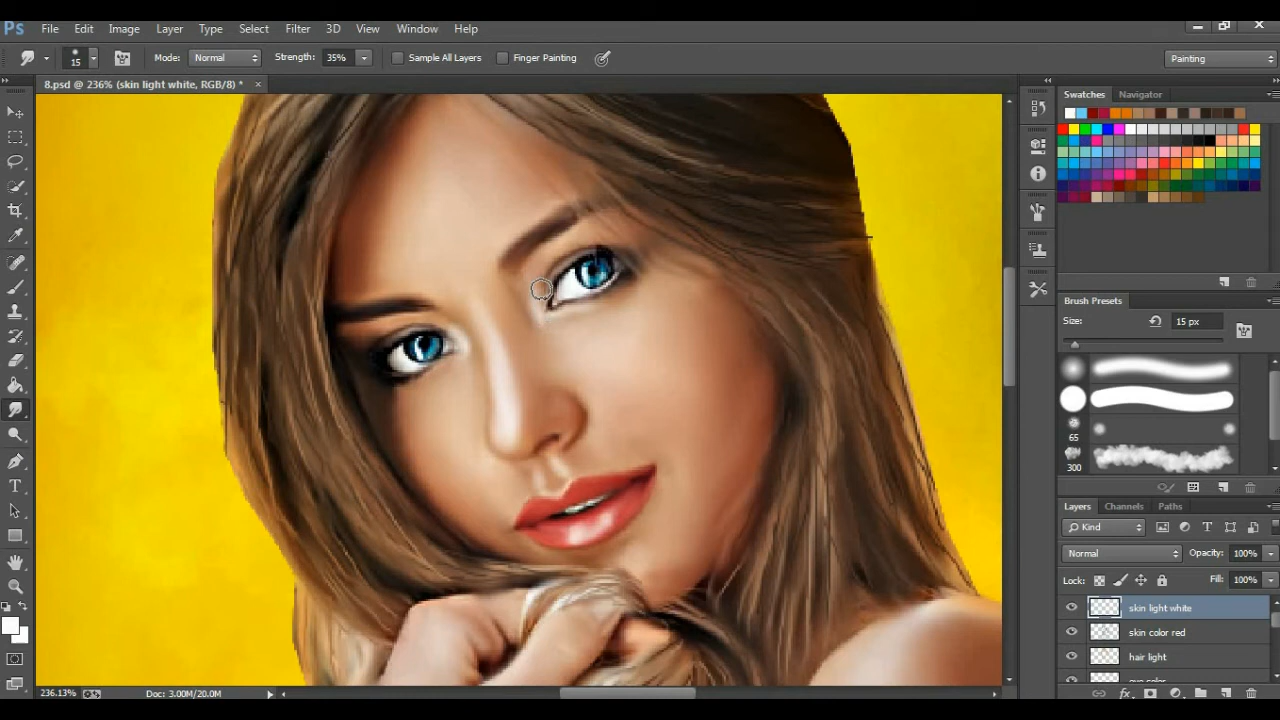 Ps File Edit Image Layer Type Select Filter 3D View Window Help
15 Mode: Normal Strength: 35% Sample All Layers Finger Painting Painting
8.psd @ 236% (skin light white, RGB/8) * ×
Swatches Navigator
Brush Presets
Size: 15 px
65
300
Layers Channels Paths
Kind
Normal Opacity: 100%
Lock: Fill: 100%
skin light white
skin color red
hair light
eye color
236.13% Doc: 3.00M/20.0M